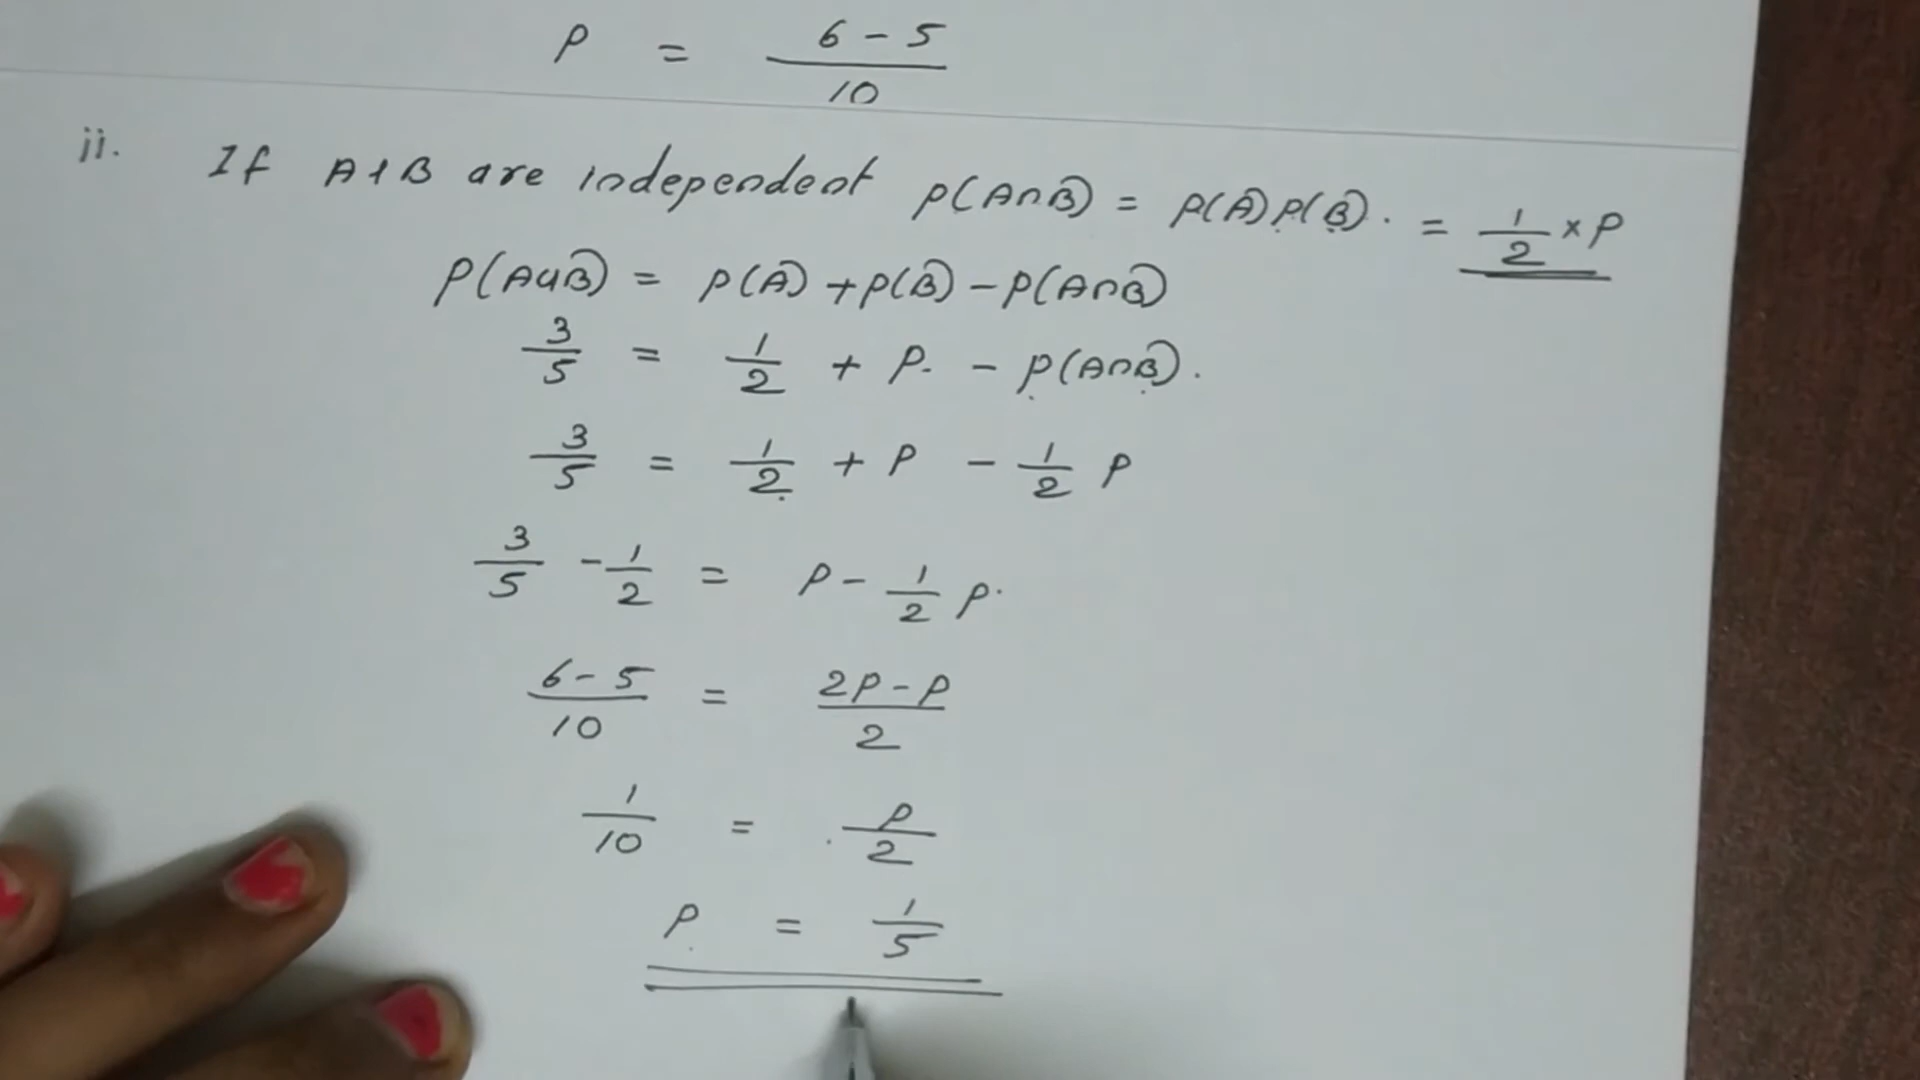 P = 6 - 5 / 10
ii. If A & B are independent P(A∩B) = P(A)P(B). = 1/2 × P
P(A∪B) = P(A) + P(B) - P(A∩B)
3/5 = 1/2 + P. - P(A∩B).
3/5 = 1/2 + P - 1/2 P
3/5 - 1/2 = P - 1/2 P.
6 - 5 / 10 = 2P - P / 2
1/10 = P/2
P = 1/5